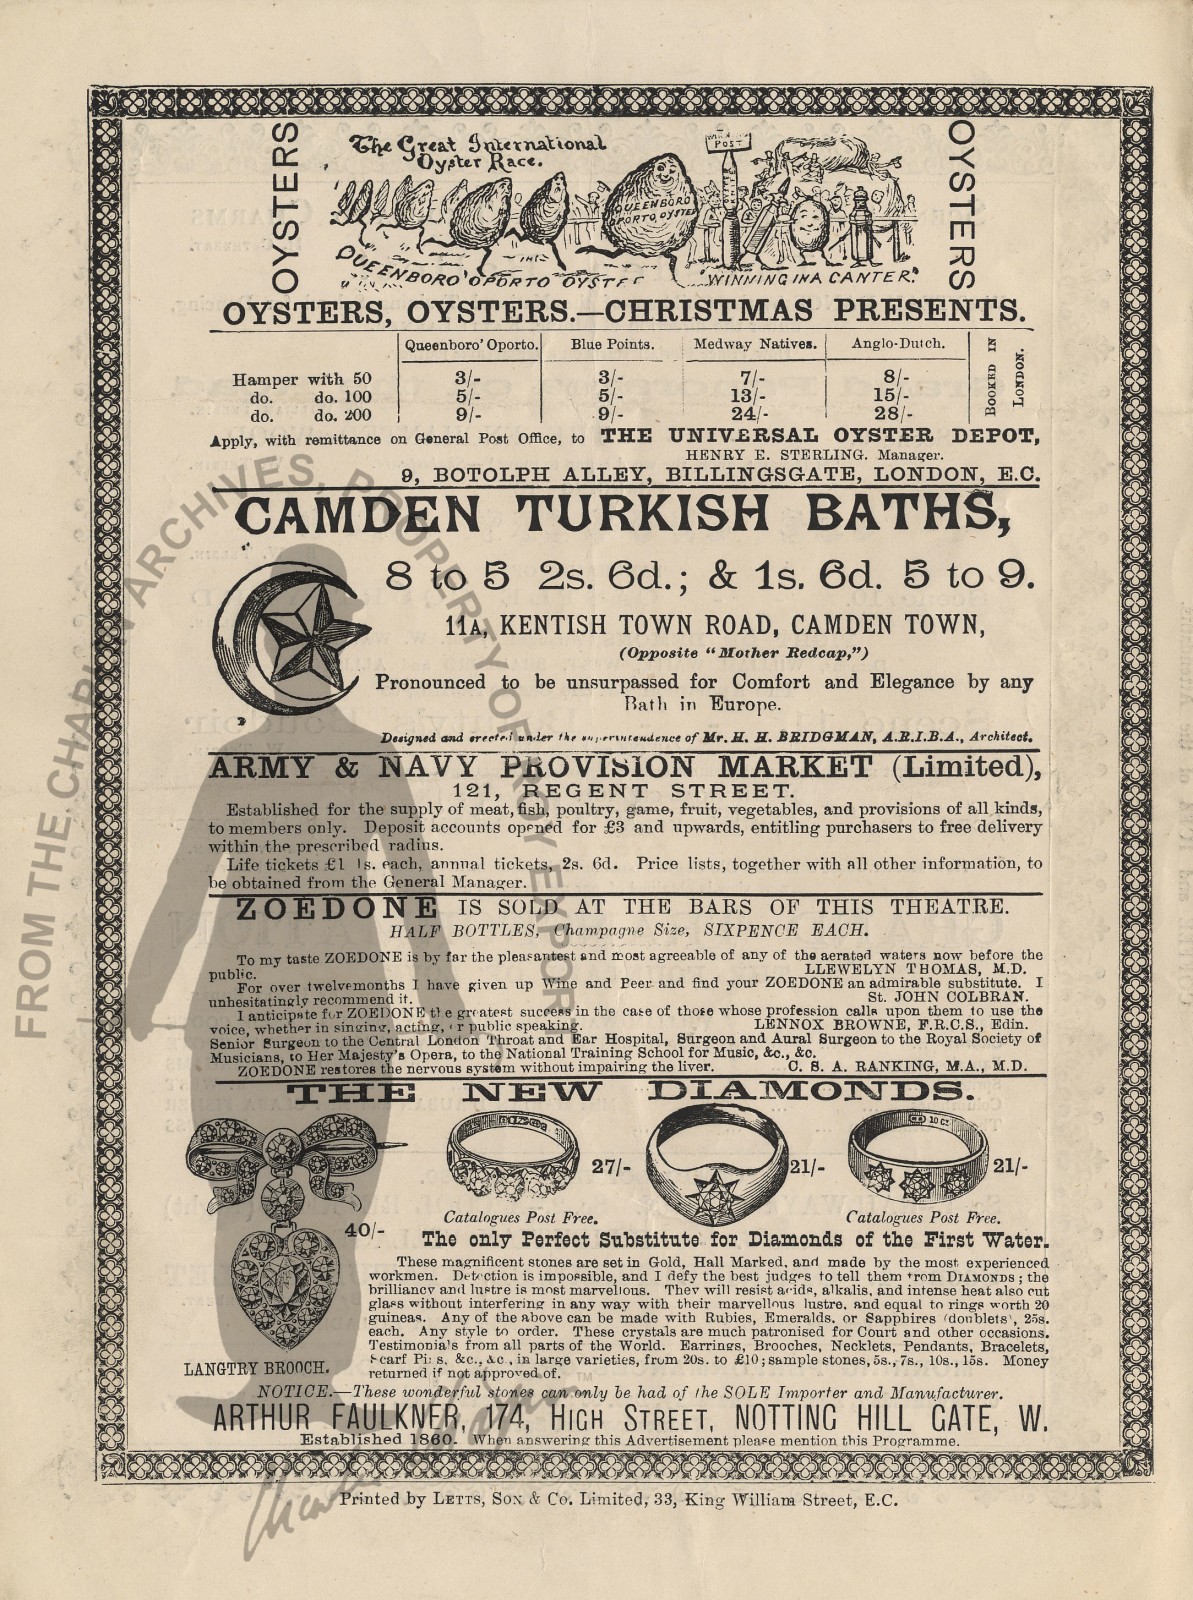 OYSTERS
The Great International
Oyster Race.
WINNING
POST
OYSTERS
QUEENBORO
OPORTO OYSTER
QUEENBORO' OPORTO OYSTER
"WINNING IN A CANTER."
OYSTERS, OYSTERS.—CHRISTMAS PRESENTS.
Queenboro' Oporto. Blue Points. Medway Natives. Anglo-Dutch. BOOKED IN LONDON.
Hamper with 50 3/- 3/- 7/- 8/-
do. do. 100 5/- 5/- 13/- 15/-
do. do. 200 9/- 9/- 24/- 28/-
Apply, with remittance on General Post Office, to THE UNIVERSAL OYSTER DEPOT,
HENRY E. STERLING. Manager.
9, BOTOLPH ALLEY, BILLINGSGATE, LONDON, E.C.
CAMDEN TURKISH BATHS,
8 to 5 2s. 6d.; & 1s. 6d. 5 to 9.
11A, KENTISH TOWN ROAD, CAMDEN TOWN,
(Opposite "Mother Redcap,")
Pronounced to be unsurpassed for Comfort and Elegance by any
Bath in Europe.
Designed and erected under the superintendence of Mr. H. H. BRIDGMAN, A.R.I.B.A., Architect.
ARMY & NAVY PROVISION MARKET (Limited),
121, REGENT STREET.
Established for the supply of meat, fish, poultry, game, fruit, vegetables, and provisions of all kinds,
to members only. Deposit accounts opened for £3 and upwards, entitling purchasers to free delivery
within the prescribed radius.
Life tickets £1 1s. each, annual tickets, 2s. 6d. Price lists, together with all other information, to
be obtained from the General Manager.
ZOEDONE IS SOLD AT THE BARS OF THIS THEATRE.
HALF BOTTLES, Champagne Size, SIXPENCE EACH.
To my taste ZOEDONE is by far the pleasantest and most agreeable of any of the aerated waters now before the
public. LLEWELYN THOMAS, M.D.
For over twelvemonths I have given up Wine and Peer and find your ZOEDONE an admirable substitute. I
unhesitatingly recommend it. St. JOHN COLBRAN.
I anticipate for ZOEDONE the greatest success in the case of those whose profession calls upon them to use the
voice, whether in singing, acting, or public speaking. LENNOX BROWNE, F.R.C.S., Edin.
Senior Surgeon to the Central London Throat and Ear Hospital, Surgeon and Aural Surgeon to the Royal Society of
Musicians, to Her Majesty's Opera, to the National Training School for Music, &c., &c.
ZOEDONE restores the nervous system without impairing the liver. C. S. A. RANKING, M.A., M.D.
THE NEW DIAMONDS.
27/- 21/- 21/-
10 ct
40/-
Catalogues Post Free. Catalogues Post Free.
The only Perfect Substitute for Diamonds of the First Water.
These magnificent stones are set in Gold, Hall Marked, and made by the most experienced
workmen. Detection is impossible, and I defy the best judges to tell them from DIAMONDS; the
brilliancy and lustre is most marvellous. They will resist acids, alkalis, and intense heat also cut
glass without interfering in any way with their marvellous lustre, and equal to rings worth 20
guineas. Any of the above can be made with Rubies, Emeralds, or Sapphires (doublets), 25s.
each. Any style to order. These crystals are much patronised for Court and other occasions.
Testimonials from all parts of the World. Earrings, Brooches, Necklets, Pendants, Bracelets,
Scarf Pins, &c., &c., in large varieties, from 20s. to £10; sample stones, 5s., 7s., 10s., 15s. Money
returned if not approved of.
LANGTRY BROOCH.
NOTICE.—These wonderful stones can only be had of the SOLE Importer and Manufacturer.
ARTHUR FAULKNER, 174, HIGH STREET, NOTTING HILL GATE, W.
Established 1860. When answering this Advertisement please mention this Programme.
Printed by LETTS, SON & Co. Limited, 33, King William Street, E.C.
FROM THE CHAPLIN ARCHIVES, PROPERTY OF ROY EXPORT
Charles Chaplin
TM